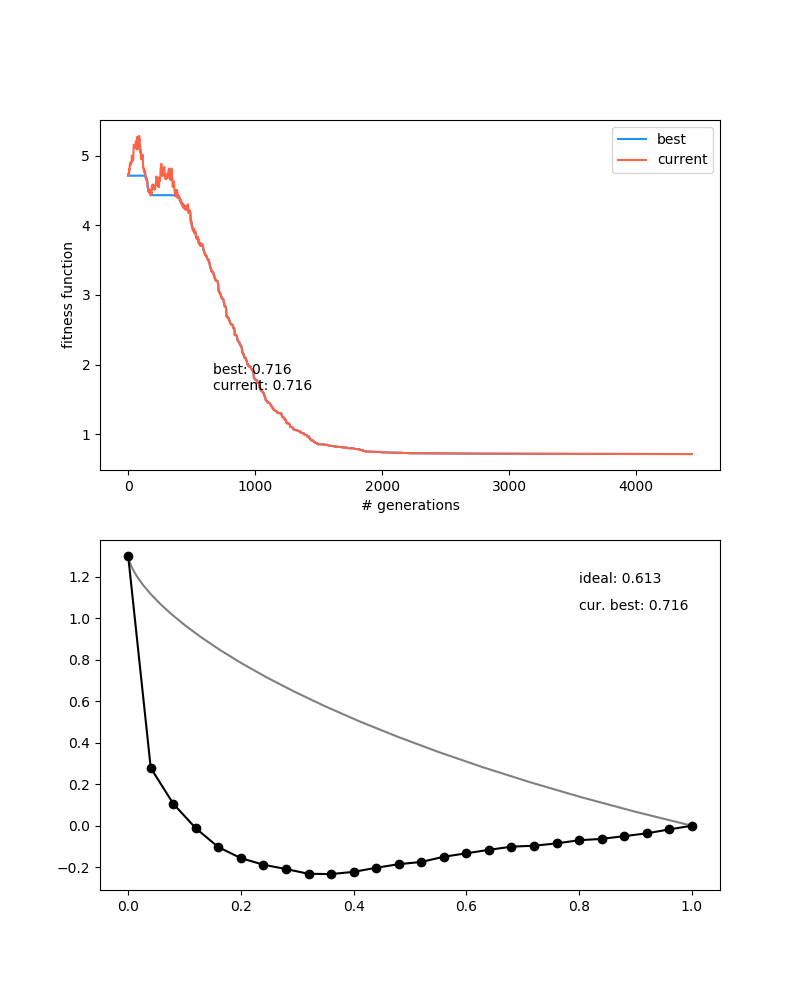 best
current
5
4
3
2
1
fitness function
best: 0.716
current: 0.716
0 1000 2000 3000 4000
# generations
ideal: 0.613
cur. best: 0.716
1.2
1.0
0.8
0.6
0.4
0.2
0.0
−0.2
0.0 0.2 0.4 0.6 0.8 1.0